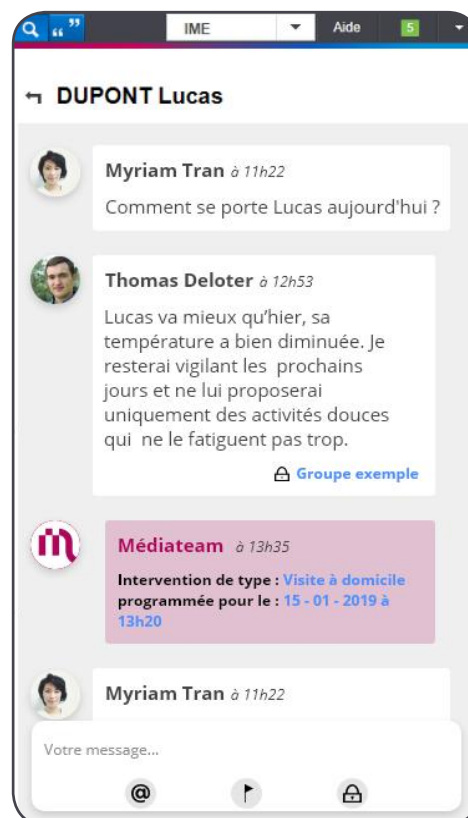 “ ”
IME
Aide
5
DUPONT Lucas
Myriam Tran à 11h22
Comment se porte Lucas aujourd'hui ?
Thomas Deloter à 12h53
Lucas va mieux qu’hier, sa
température a bien diminuée. Je
resterai vigilant les prochains
jours et ne lui proposerai
uniquement des activités douces
qui ne le fatiguent pas trop.
Groupe exemple
Médiateam à 13h35
Intervention de type : Visite à domicile
programmée pour le : 15 - 01 - 2019 à
13h20
Myriam Tran à 11h22
Votre message...
@